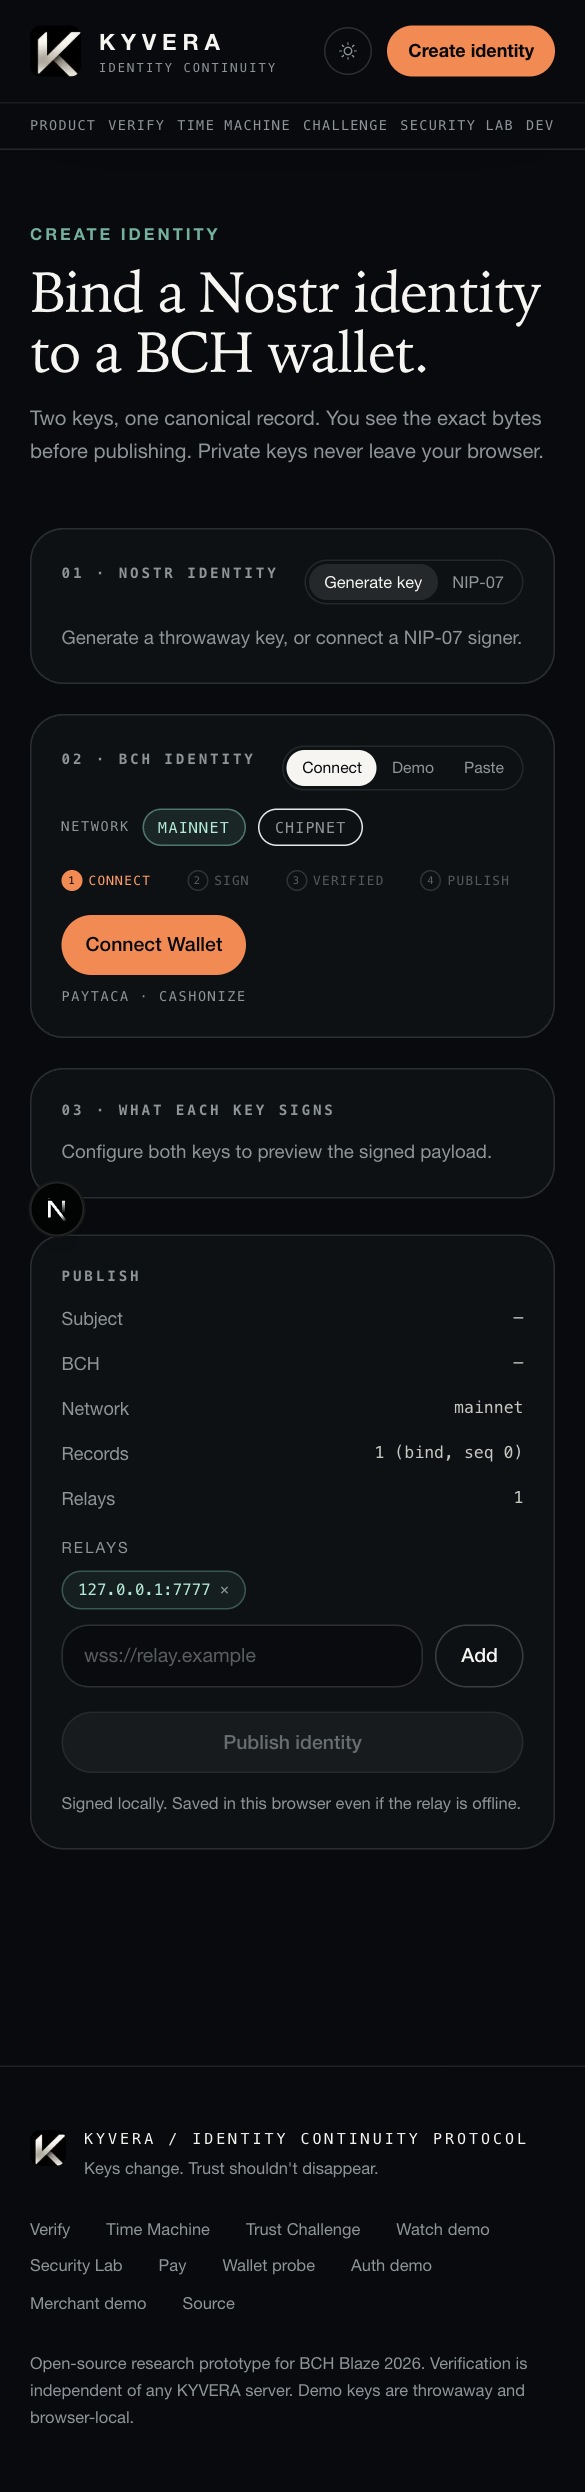 KYVERA
IDENTITY CONTINUITY
Create identity
PRODUCT VERIFY TIME MACHINE CHALLENGE SECURITY LAB DEV
CREATE IDENTITY
Bind a Nostr identity
to a BCH wallet.
Two keys, one canonical record. You see the exact bytes
before publishing. Private keys never leave your browser.
01 · NOSTR IDENTITY
Generate key NIP-07
Generate a throwaway key, or connect a NIP-07 signer.
02 · BCH IDENTITY
Connect Demo Paste
NETWORK MAINNET CHIPNET
1 CONNECT 2 SIGN 3 VERIFIED 4 PUBLISH
Connect Wallet
PAYTACA · CASHONIZE
03 · WHAT EACH KEY SIGNS
Configure both keys to preview the signed payload.
N
PUBLISH
Subject —
BCH —
Network mainnet
Records 1 (bind, seq 0)
Relays 1
RELAYS
127.0.0.1:7777 ×
wss://relay.example Add
Publish identity
Signed locally. Saved in this browser even if the relay is offline.
KYVERA / IDENTITY CONTINUITY PROTOCOL
Keys change. Trust shouldn't disappear.
Verify Time Machine Trust Challenge Watch demo
Security Lab Pay Wallet probe Auth demo
Merchant demo Source
Open-source research prototype for BCH Blaze 2026. Verification is
independent of any KYVERA server. Demo keys are throwaway and
browser-local.